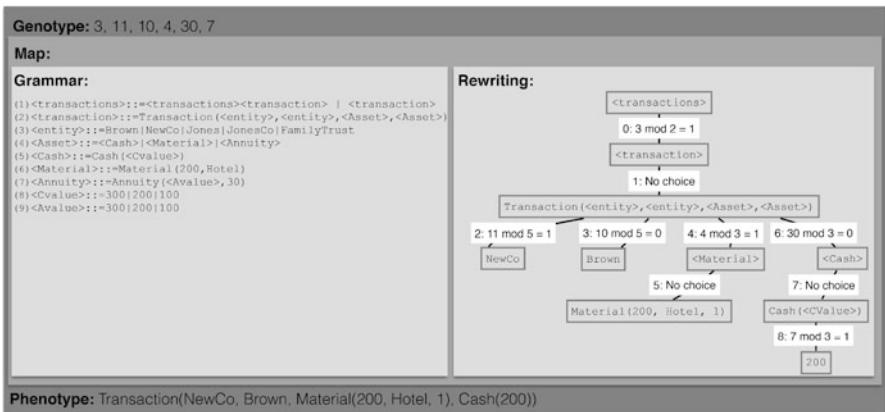 Genotype: 3, 11, 10, 4, 30, 7
Map:
Grammar:
(1)<transactions>::=<transactions><transaction> | <transaction>
(2)<transaction>::=Transaction(<entity>,<entity>,<Asset>,<Asset>)
(3)<entity>::=Brown|NewCo|Jones|JonesCo|FamilyTrust
(4)<Asset>::=<Cash>|<Material>|<Annuity>
(5)<Cash>::=Cash(<Cvalue>)
(6)<Material>::=Material(200,Hotel)
(7)<Annuity>::=Annuity(<Avalue>,30)
(8)<Cvalue>::=300|200|100
(9)<Avalue>::=300|200|100
Rewriting:
<transactions>
0: 3 mod 2 = 1
<transaction>
1: No choice
Transaction(<entity>,<entity>,<Asset>,<Asset>)
2: 11 mod 5 = 1 3: 10 mod 5 = 0 4: 4 mod 3 = 1 6: 30 mod 3 = 0
NewCo Brown <Material> <Cash>
5: No choice 7: No choice
Material(200, Hotel, 1) Cash(<CValue>)
8: 7 mod 3 = 1
200
Phenotype: Transaction(NewCo, Brown, Material(200, Hotel, 1), Cash(200))